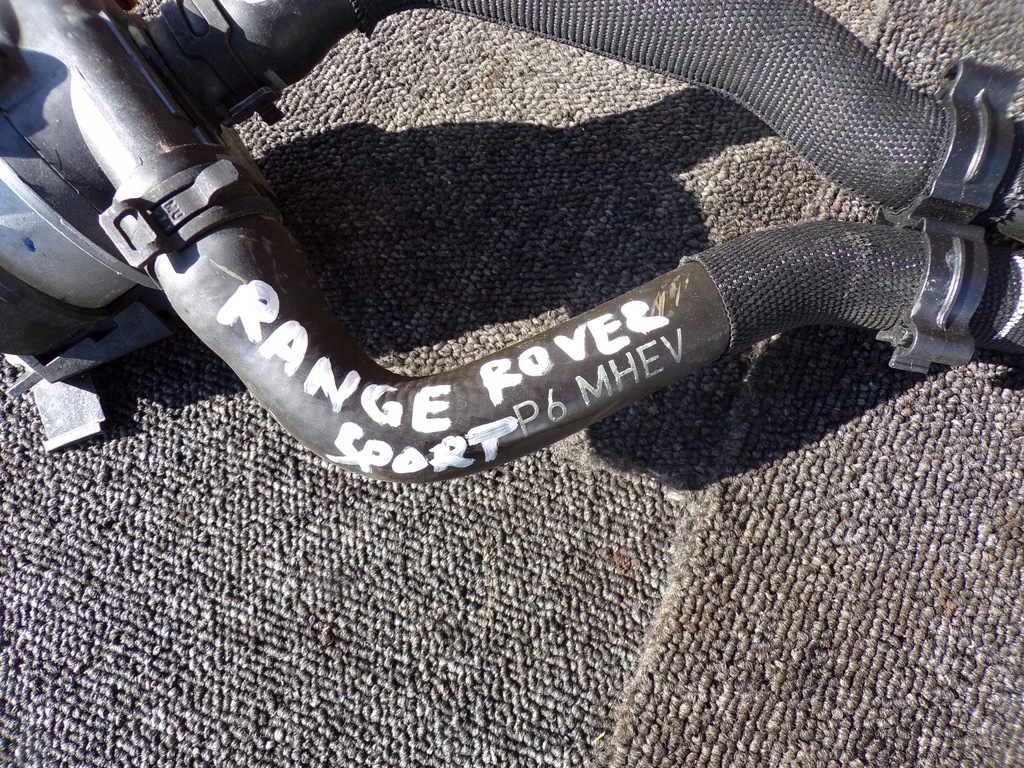 RANGE ROVER
SPORT
P6 MHEV